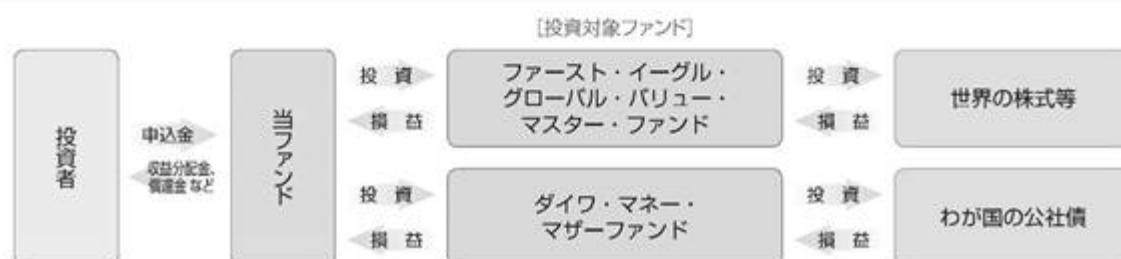 [投資対象ファンド]
投資者
申込金
収益分配金、
償還金 など
当ファンド
投 資
損 益
ファースト・イーグル・
グローバル・バリュー・
マスター・ファンド
投 資
損 益
世界の株式等
投 資
損 益
ダイワ・マネー・
マザーファンド
投 資
損 益
わが国の公社債